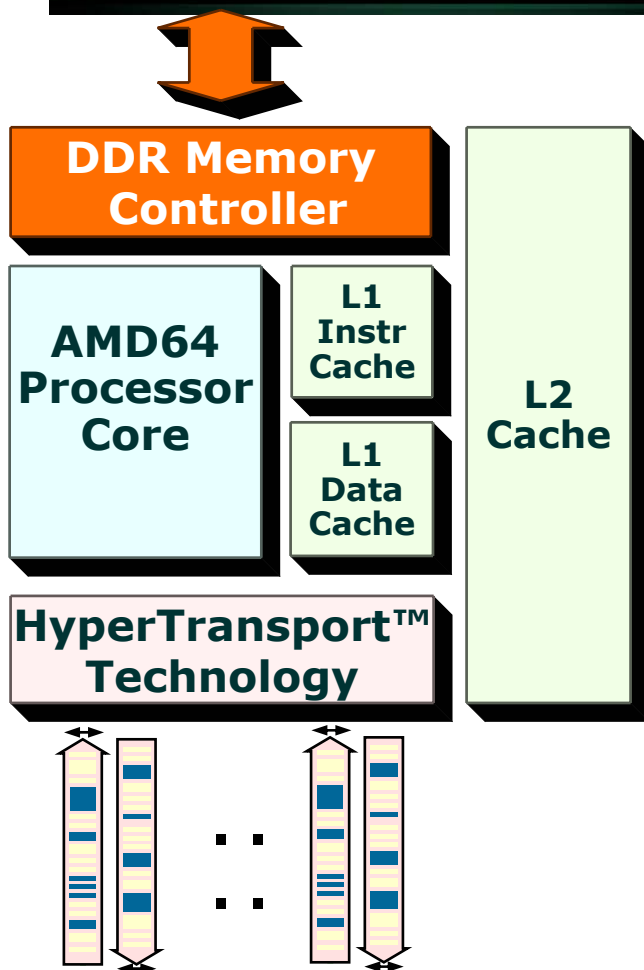 DDR Memory
Controller
AMD64
Processor
Core
L1
Instr
Cache
L1
Data
Cache
L2
Cache
HyperTransport™
Technology